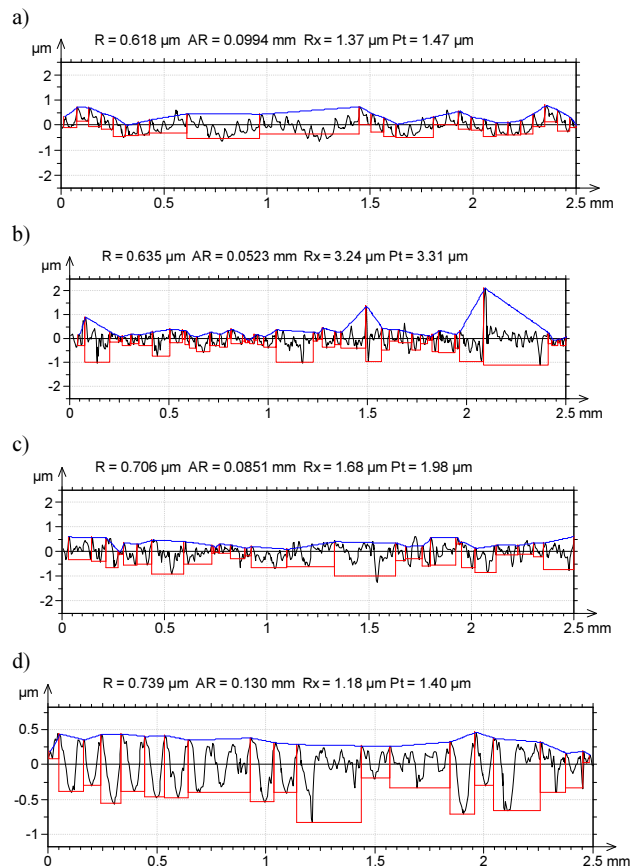 a)
R = 0.618 µm AR = 0.0994 mm Rx = 1.37 µm Pt = 1.47 µm
µm
2
1
0
-1
-2
0 0.5 1 1.5 2 2.5 mm
b)
R = 0.635 µm AR = 0.0523 mm Rx = 3.24 µm Pt = 3.31 µm
µm
2
1
0
-1
-2
0 0.5 1 1.5 2 2.5 mm
c)
R = 0.706 µm AR = 0.0851 mm Rx = 1.68 µm Pt = 1.98 µm
µm
2
1
0
-1
-2
0 0.5 1 1.5 2 2.5 mm
d)
R = 0.739 µm AR = 0.130 mm Rx = 1.18 µm Pt = 1.40 µm
µm
0.5
0
-0.5
-1
0 0.5 1 1.5 2 2.5 mm